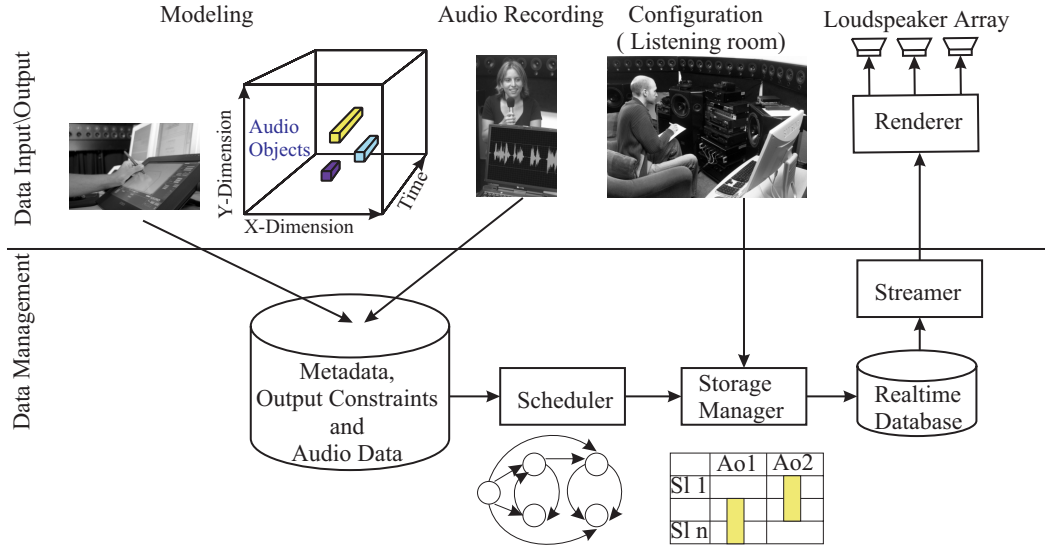 Modeling
Audio Recording
Configuration
( Listening room)
Loudspeaker Array
Data Input\Output
Y-Dimension
Audio
Objects
X-Dimension
Time
Renderer
Data Management
Streamer
Metadata,
Output Constraints
and
Audio Data
Scheduler
Storage
Manager
Realtime
Database
Ao1 Ao2
Sl 1
Sl n